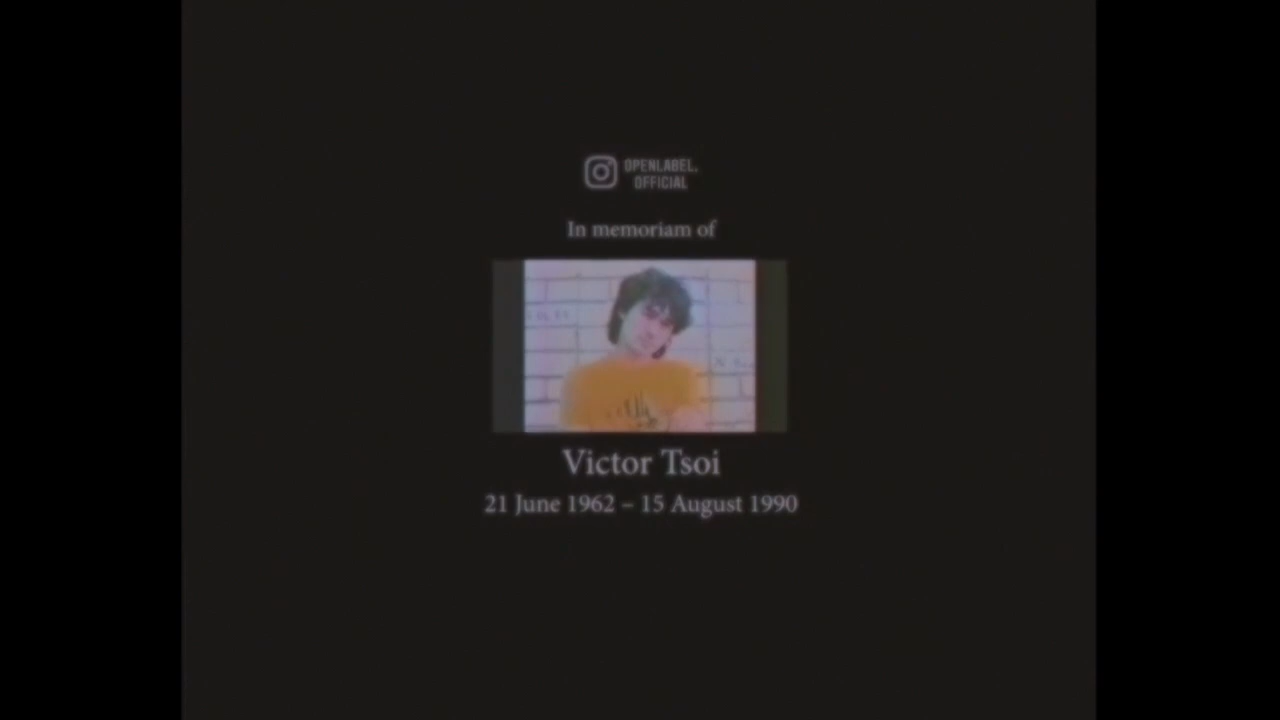 OPENLABEL.
OFFICIAL
In memoriam of
Victor Tsoi
21 June 1962 – 15 August 1990